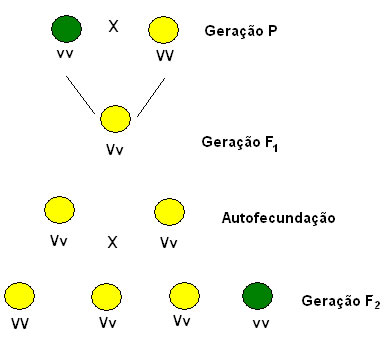 X Geração P
vv VV
Vv
Geração F1
Autofecundação
Vv X Vv
Geração F2
VV Vv Vv vv